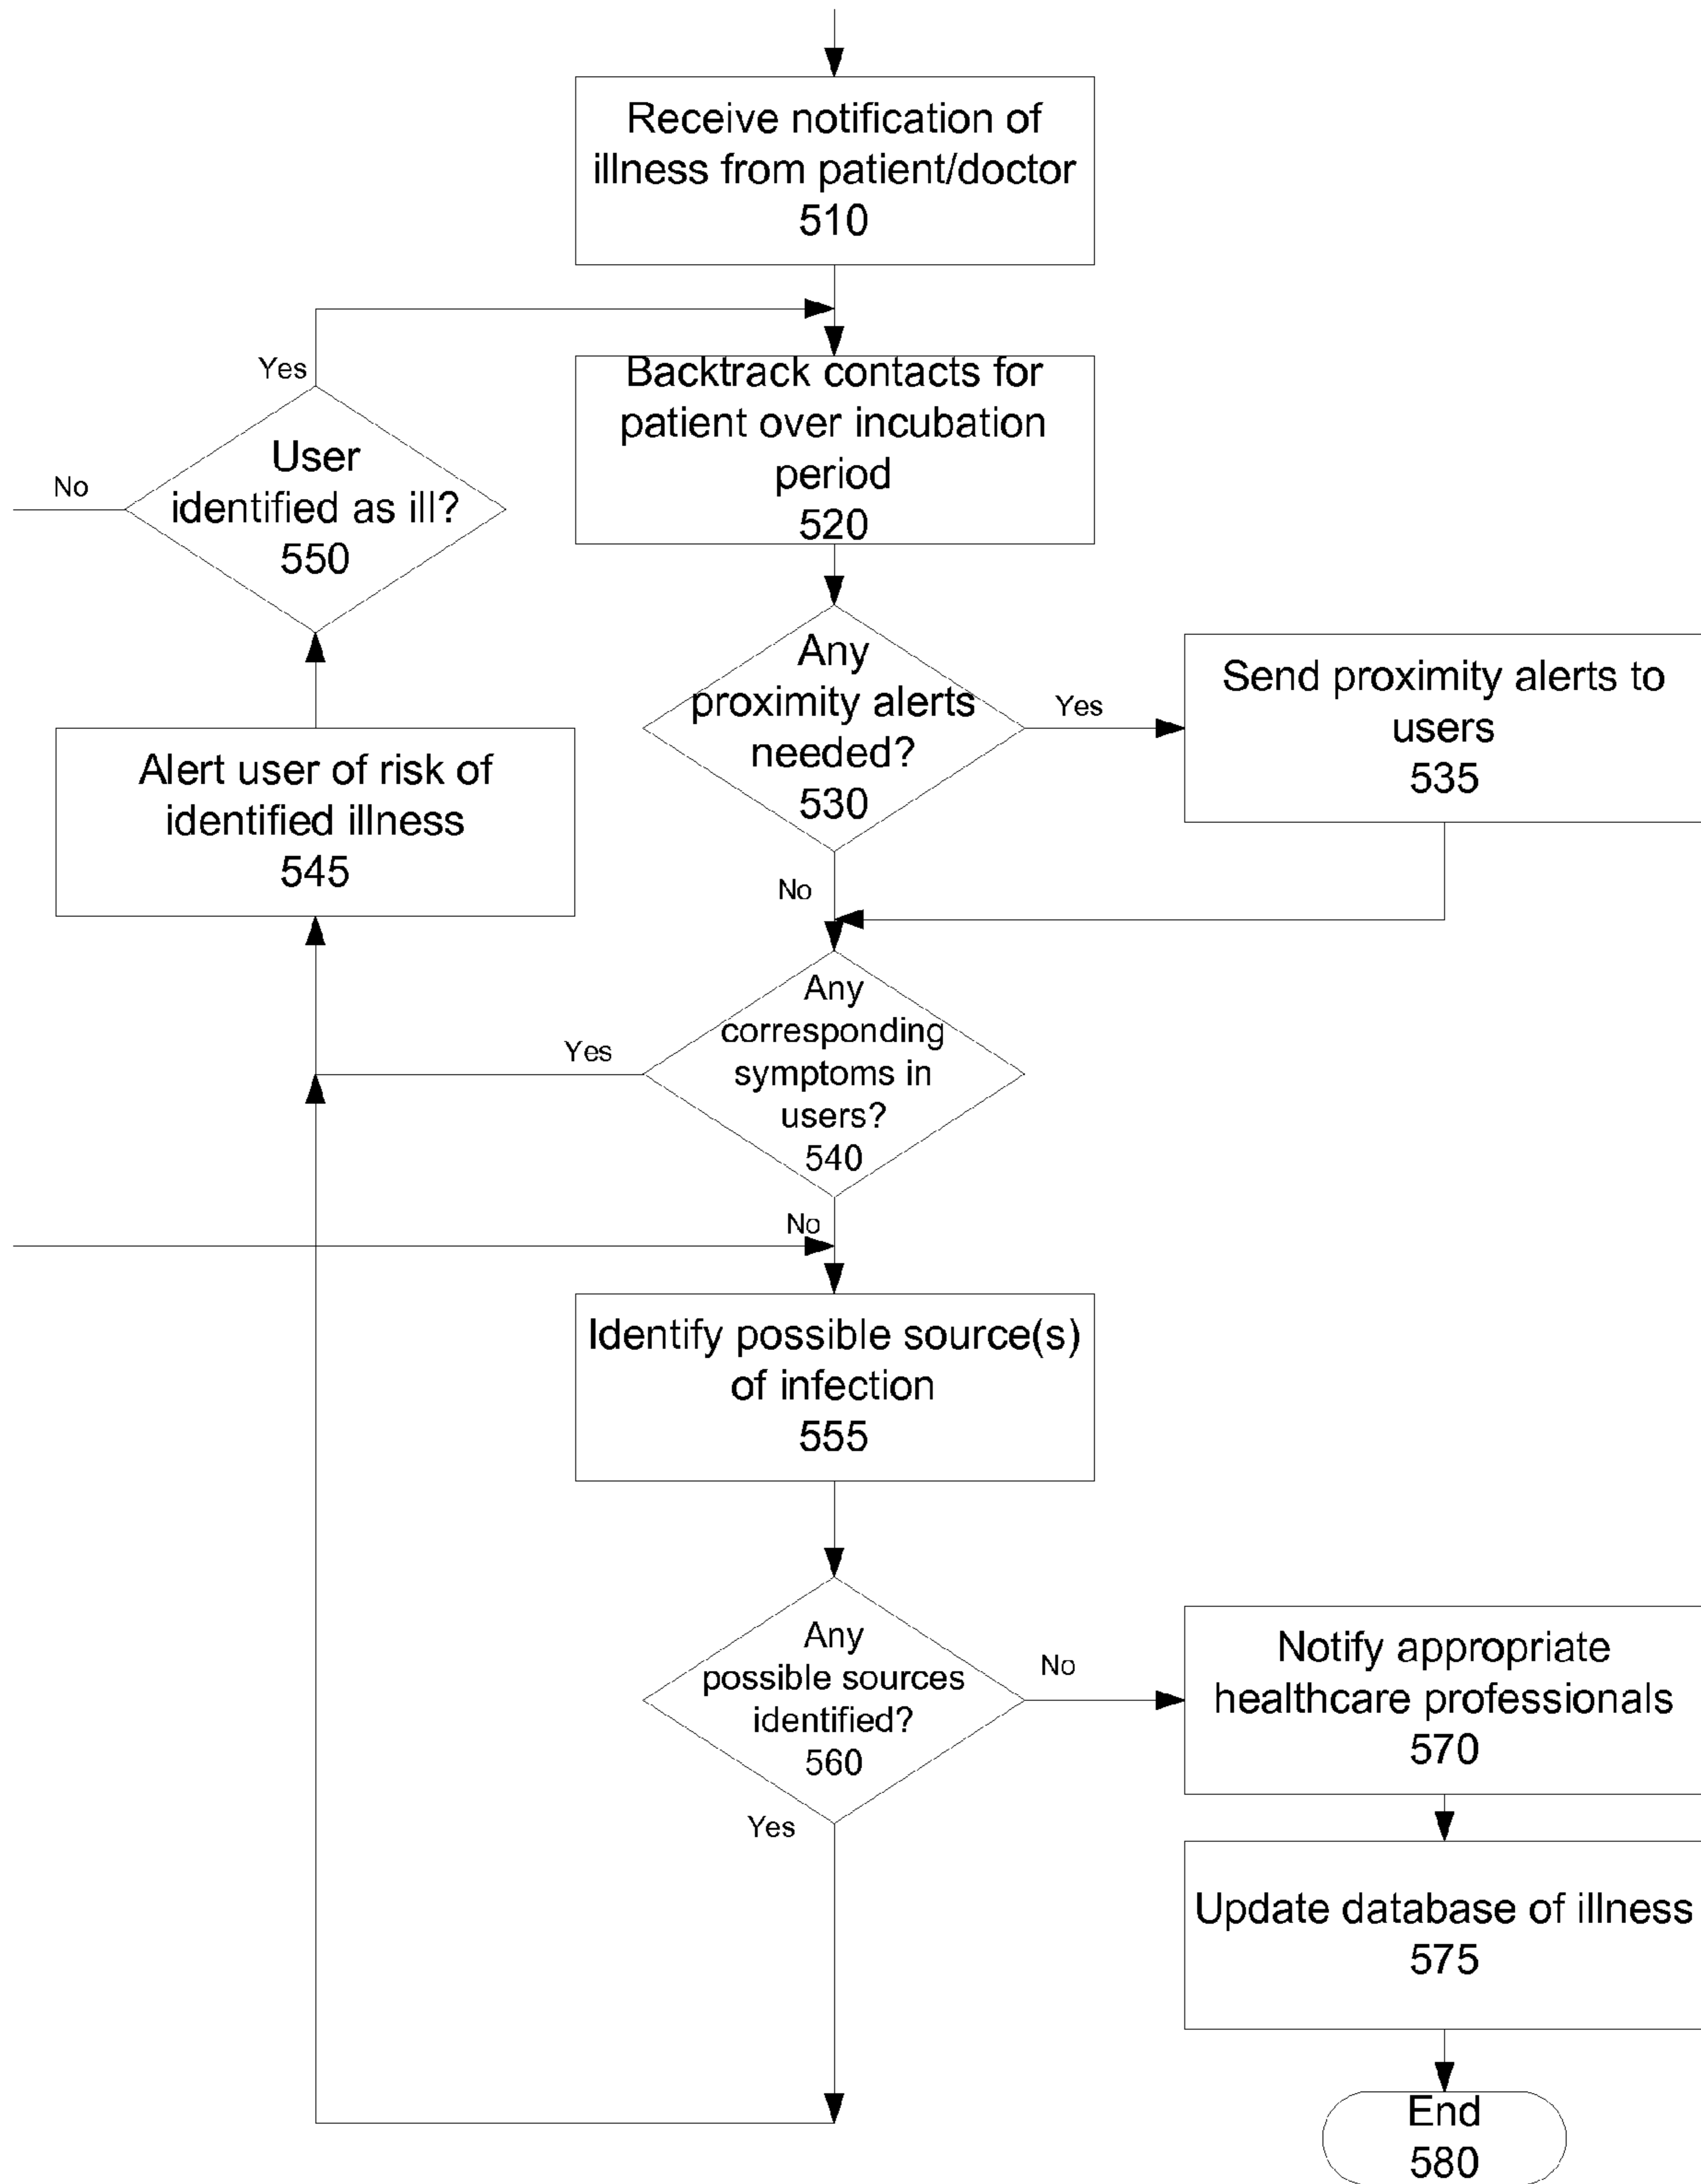 Receive notification of
illness from patient/doctor
510
Yes
User
identified as ill?
550
No
Backtrack contacts for
patient over incubation
period
520
Any
proximity alerts
needed?
530
Yes
No
Send proximity alerts to
users
535
Alert user of risk of
identified illness
545
Any
corresponding
symptoms in
users?
540
Yes
No
Identify possible source(s)
of infection
555
Any
possible sources
identified?
560
No
Yes
Notify appropriate
healthcare professionals
570
Update database of illness
575
End
580